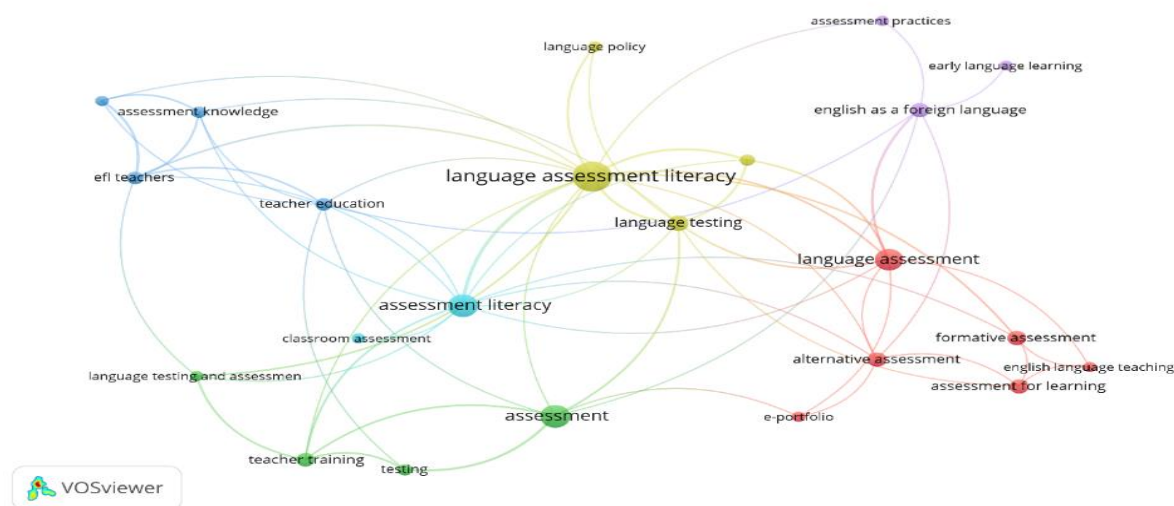 assessment practices
language policy
early language learning
assessment knowledge
english as a foreign language
language assessment literacy
efl teachers
teacher education
language testing
language assessment
assessment literacy
classroom assessment
formative assessment
alternative assessment
english language teaching
language testing and assessmen
assessment for learning
assessment
e-portfolio
teacher training
testing
VOSviewer